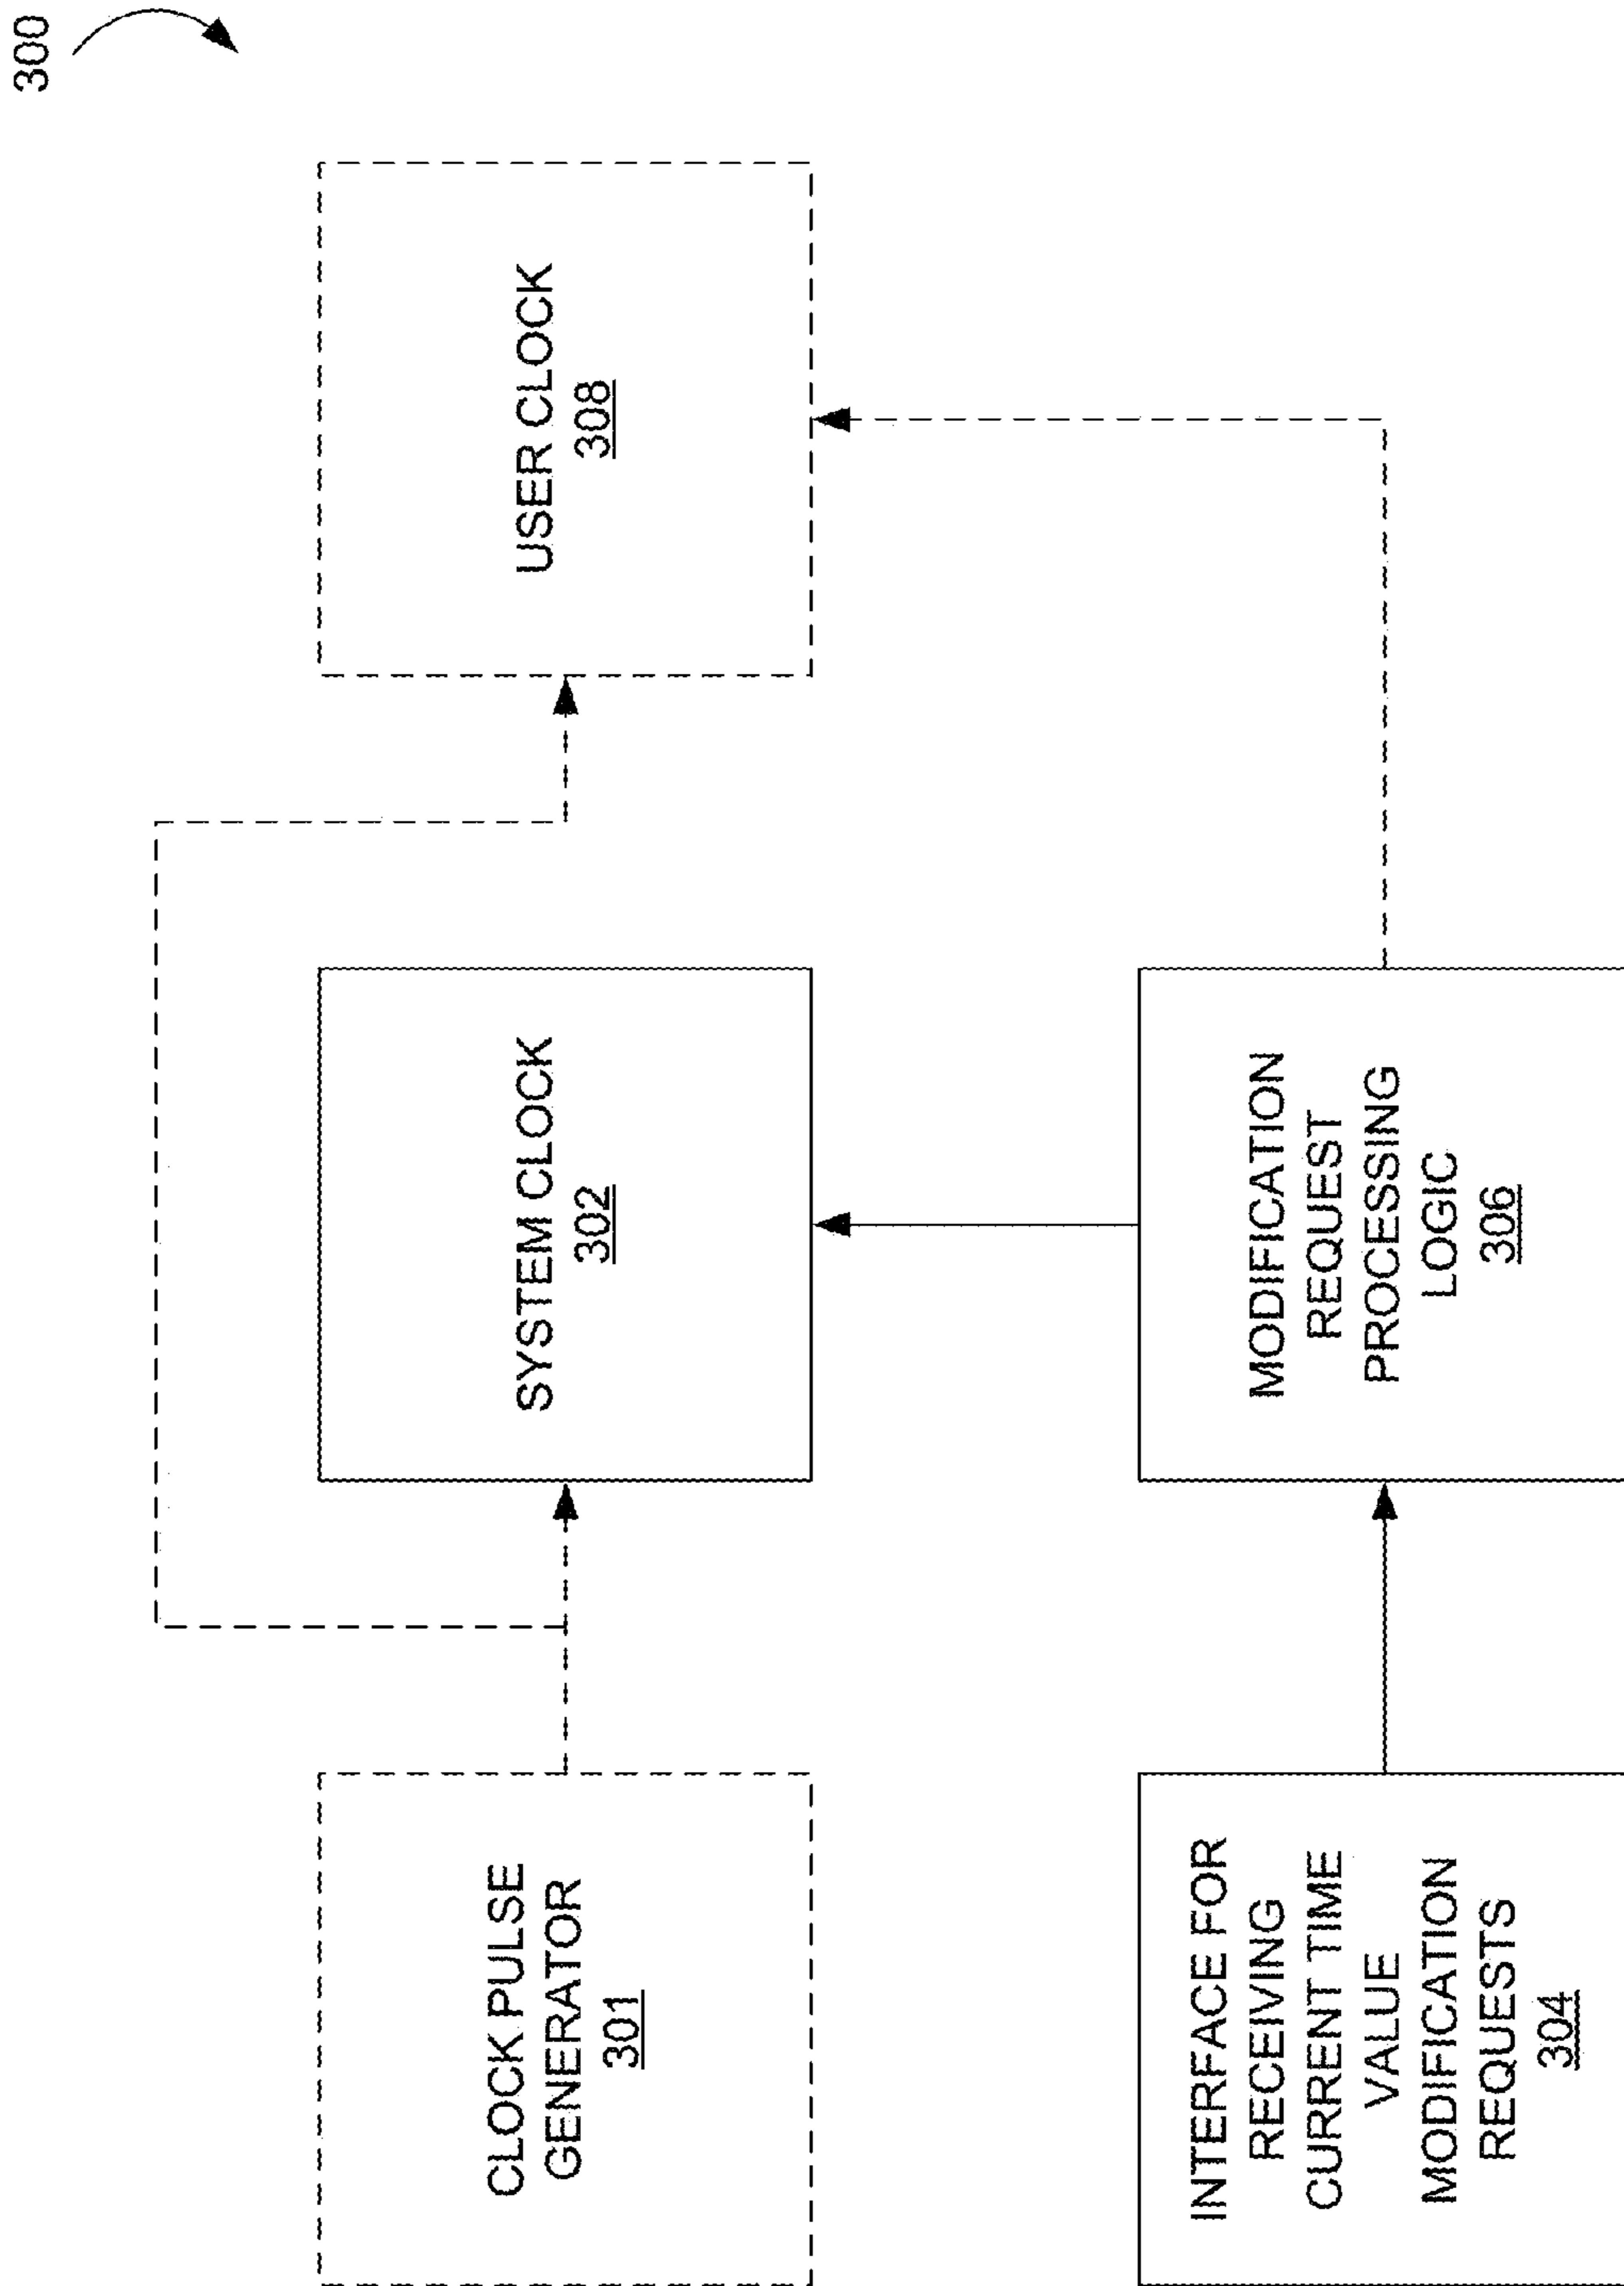 300
CLOCK PULSE
GENERATOR
301
SYSTEM CLOCK
302
USER CLOCK
308
INTERFACE FOR
RECEIVING
CURRENT TIME
VALUE
MODIFICATION
REQUESTS
304
MODIFICATION
REQUEST
PROCESSING
LOGIC
306